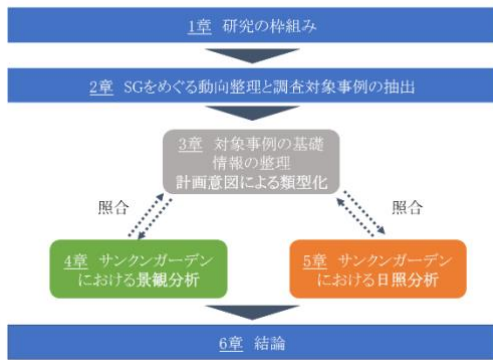 1章 研究の枠組み
2章 SGをめぐる動向整理と調査対象事例の抽出
3章 対象事例の基礎
情報の整理
計画意図による類型化
照合
照合
4章 サンクンガーデン
における景観分析
5章 サンクンガーデン
における日照分析
6章 結論